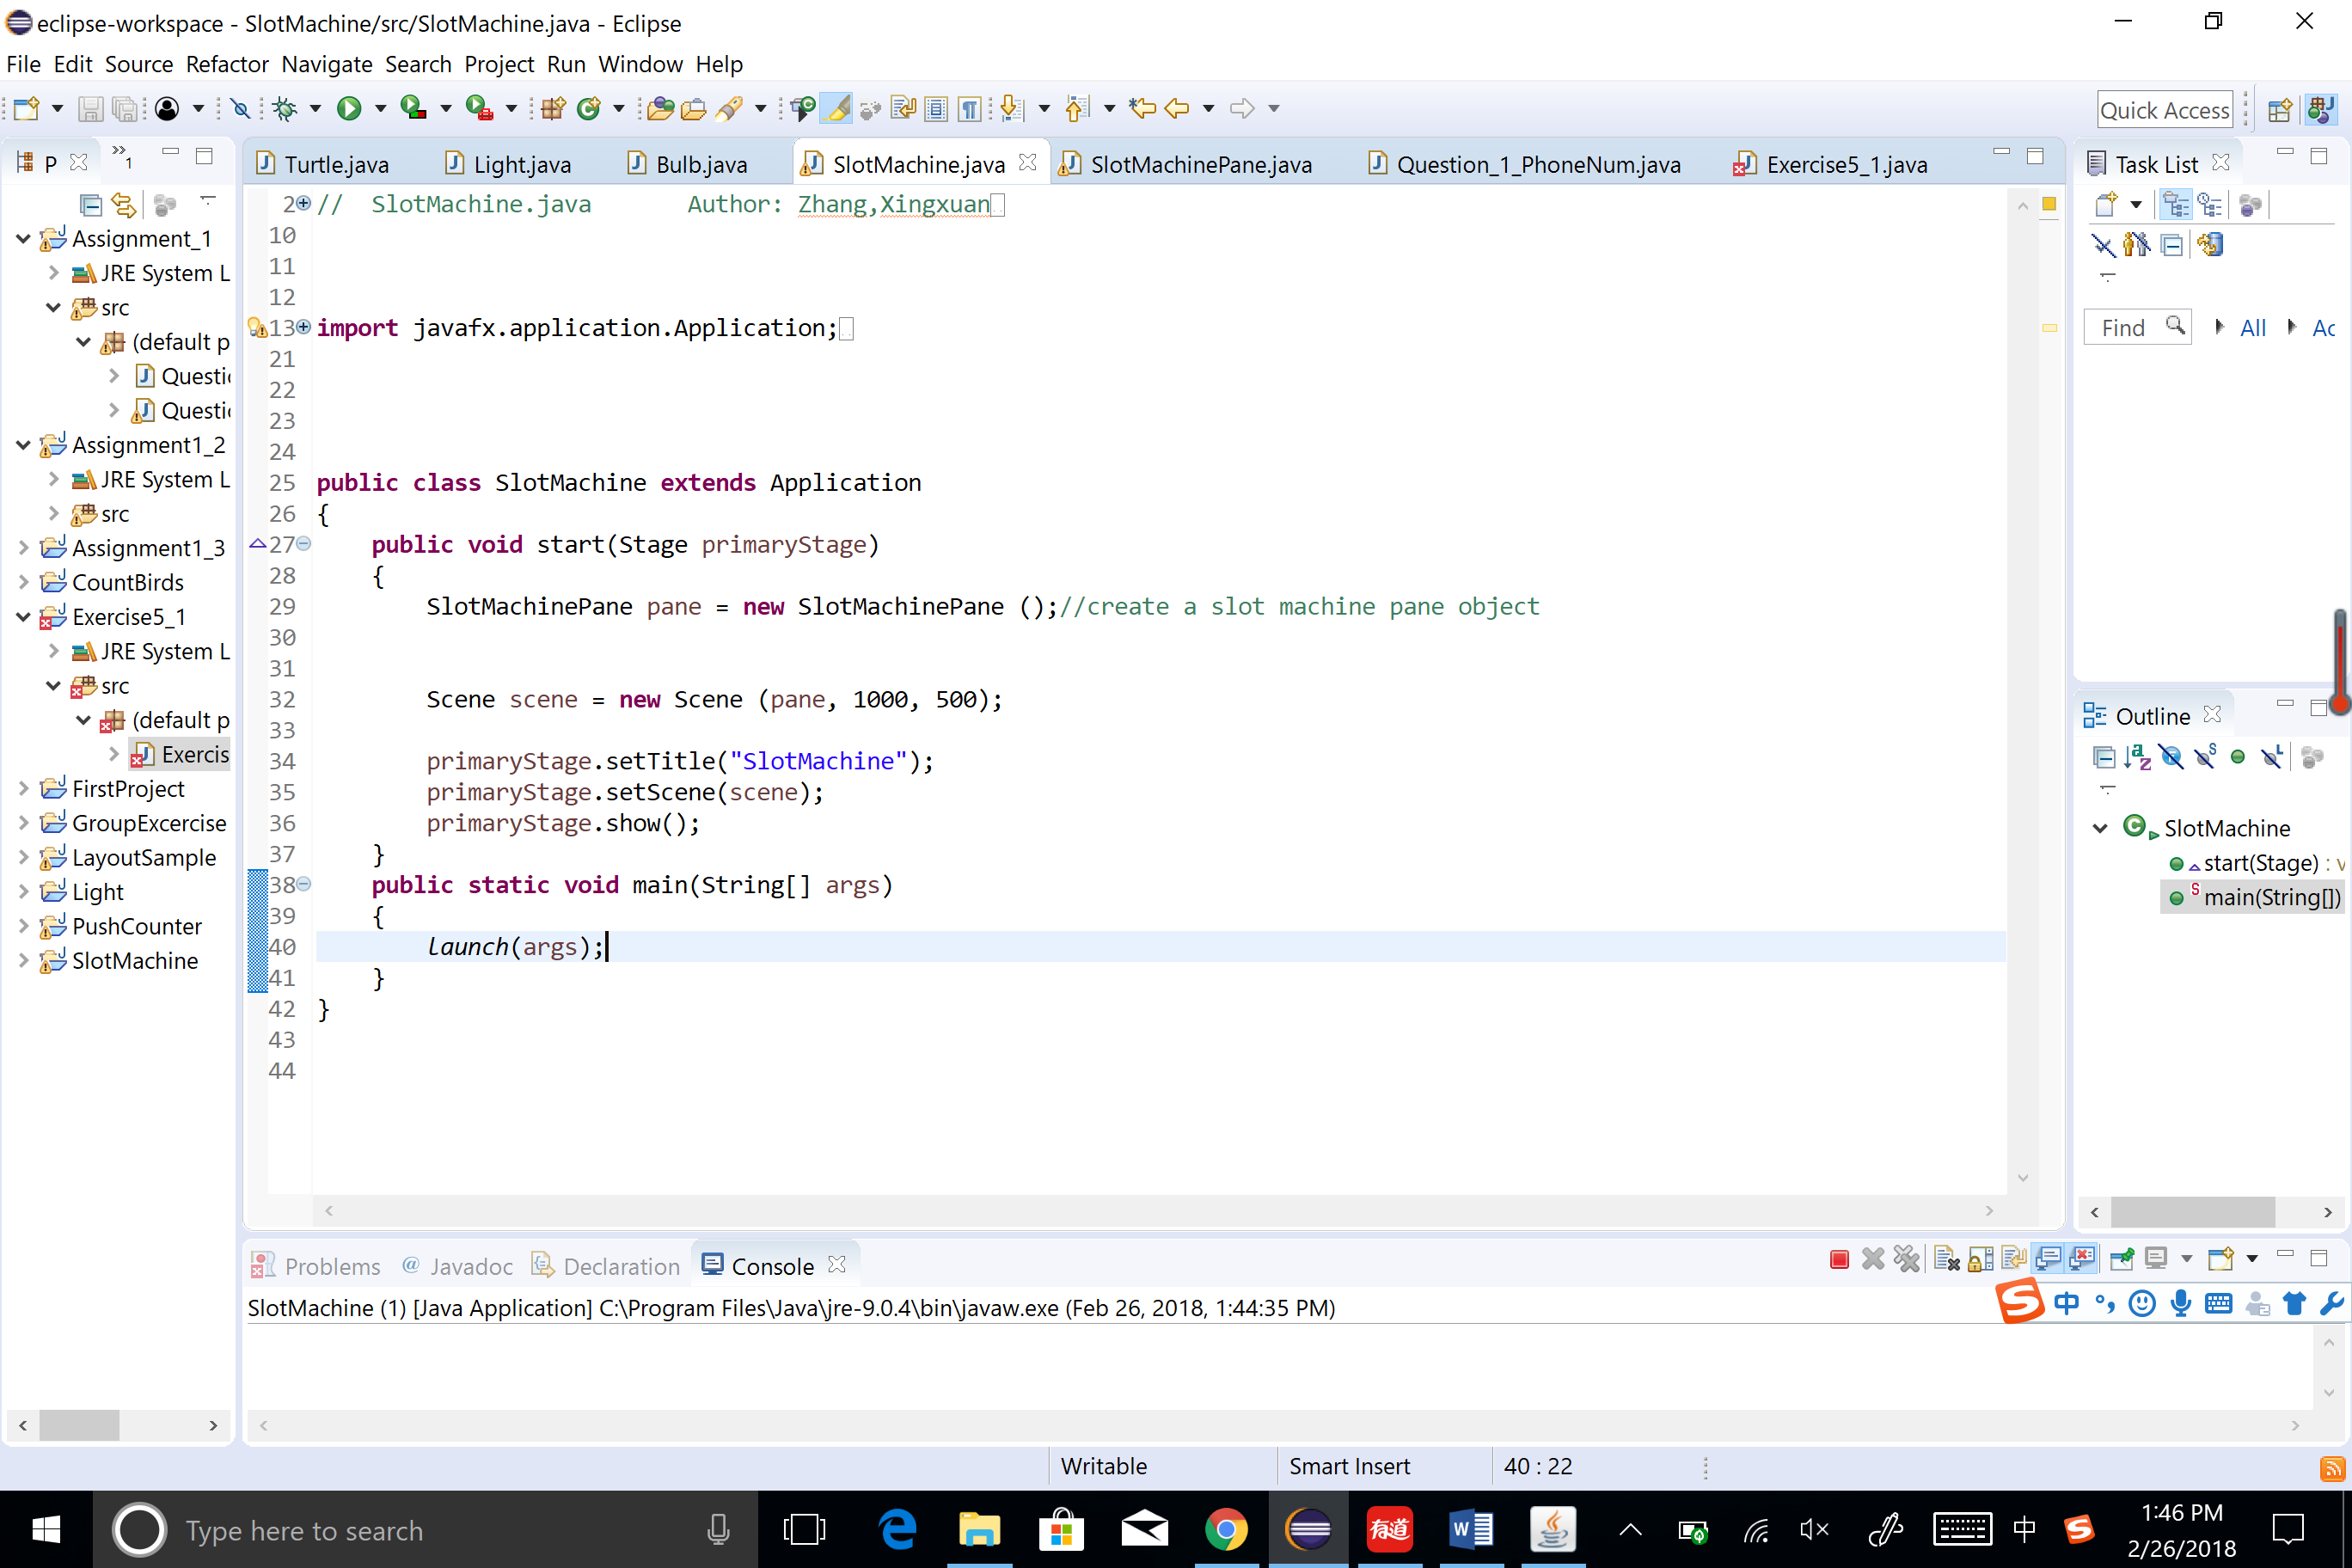 eclipse-workspace - SlotMachine/src/SlotMachine.java - Eclipse
File Edit Source Refactor Navigate Search Project Run Window Help
Quick Access
P
1
Turtle.java
Light.java
Bulb.java
SlotMachine.java
SlotMachinePane.java
Question_1_PhoneNum.java
Exercise5_1.java
Task List
Assignment_1
JRE System L
src
(default p
Questi
Questi
Assignment1_2
JRE System L
src
Assignment1_3
CountBirds
Exercise5_1
JRE System L
src
(default p
Exercis
FirstProject
GroupExcercise
LayoutSample
Light
PushCounter
SlotMachine
2 // SlotMachine.java Author: Zhang,Xingxuan
10
11
12
13 import javafx.application.Application;
21
22
23
24
25 public class SlotMachine extends Application
26 {
27 public void start(Stage primaryStage)
28 {
29 SlotMachinePane pane = new SlotMachinePane ();//create a slot machine pane object
30
31
32 Scene scene = new Scene (pane, 1000, 500);
33
34 primaryStage.setTitle("SlotMachine");
35 primaryStage.setScene(scene);
36 primaryStage.show();
37 }
38 public static void main(String[] args)
39 {
40 launch(args);
41 }
42 }
43
44
Find
All
Ac
Outline
SlotMachine
start(Stage) : v
main(String[])
Problems
@ Javadoc
Declaration
Console
SlotMachine (1) [Java Application] C:\Program Files\Java\jre-9.0.4\bin\javaw.exe (Feb 26, 2018, 1:44:35 PM)
S 中
Writable
Smart Insert
40 : 22
Type here to search
有道
W
中
S
1:46 PM
2/26/2018